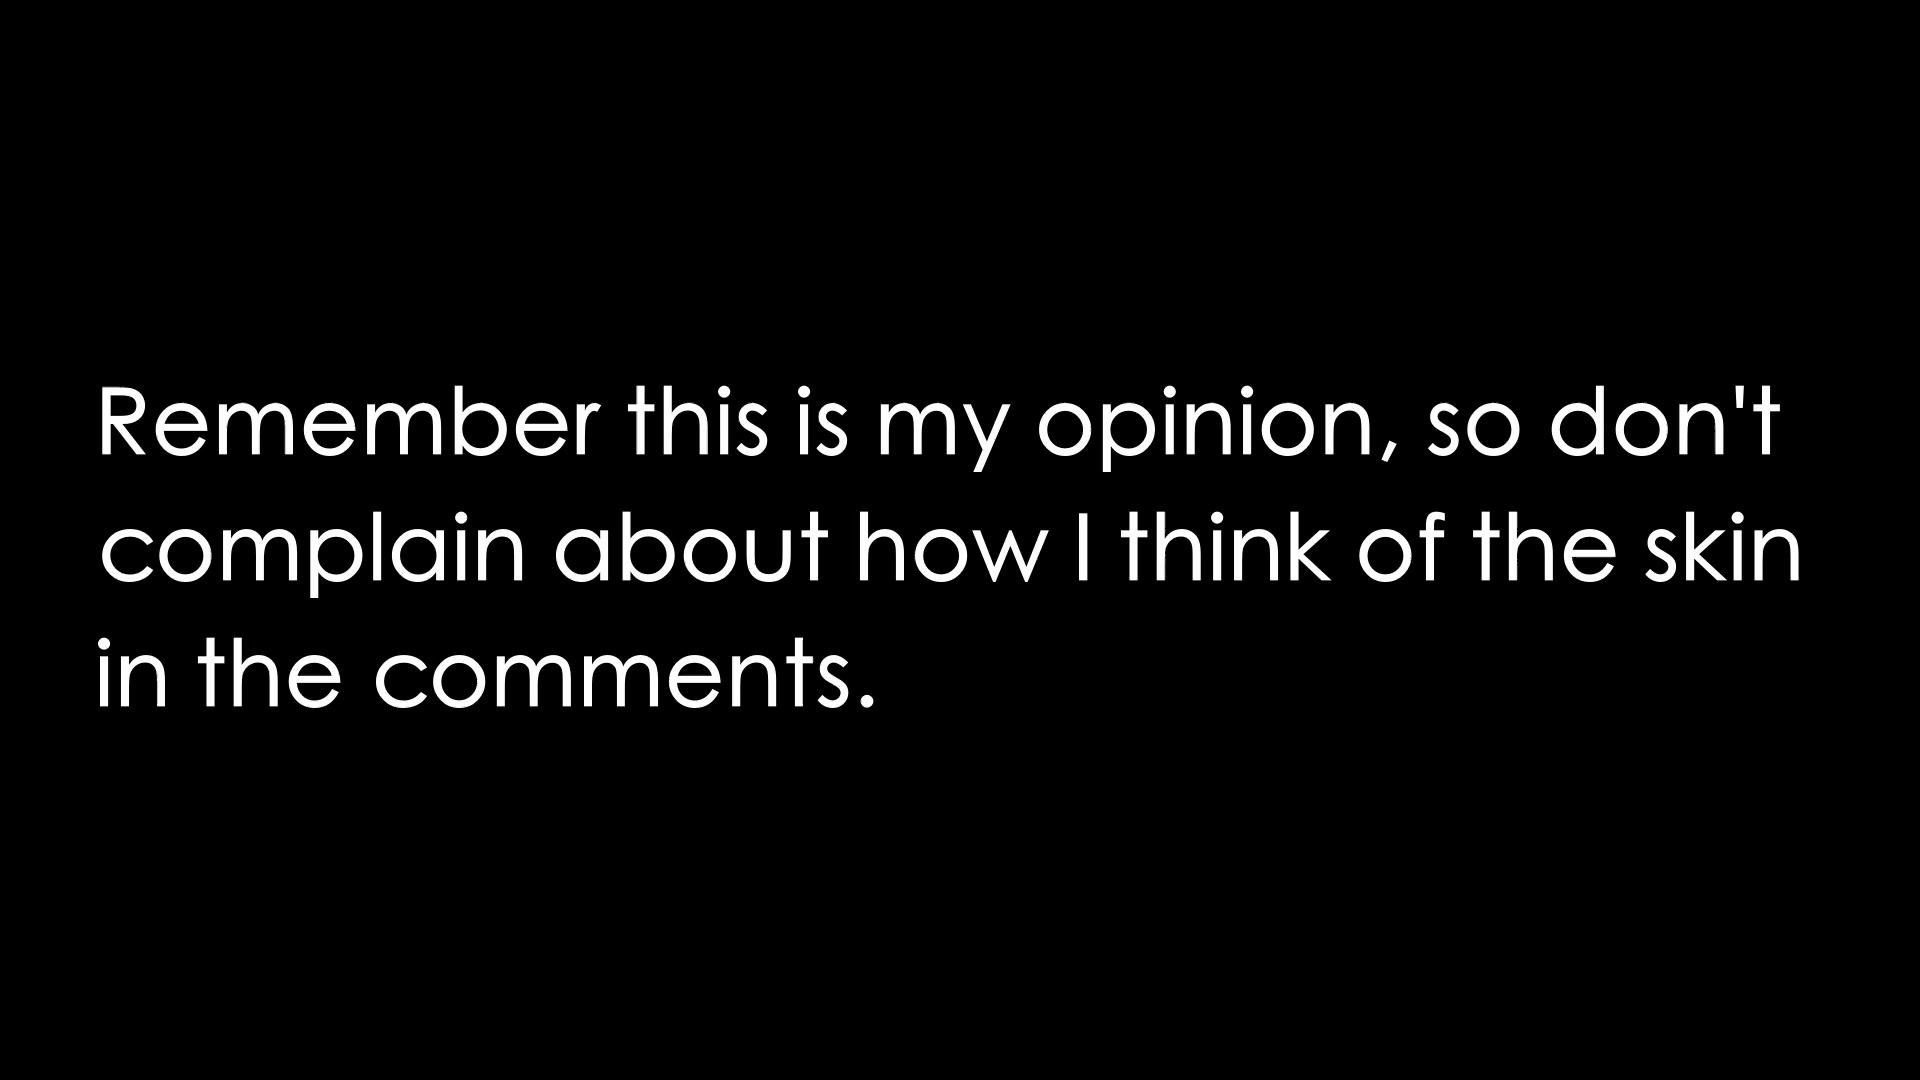 Remember this is my opinion, so don't
complain about how I think of the skin
in the comments.